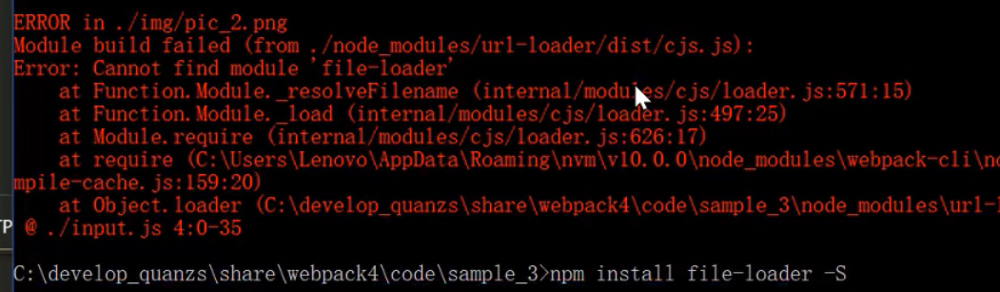 ERROR in ./img/pic_2.png
Module build failed (from ./node_modules/url-loader/dist/cjs.js):
Error: Cannot find module 'file-loader'
at Function.Module._resolveFilename (internal/modules/cjs/loader.js:571:15)
at Function.Module._load (internal/modules/cjs/loader.js:497:25)
at Module.require (internal/modules/cjs/loader.js:626:17)
at require (C:\Users\Lenovo\AppData\Roaming\nvm\v10.0.0\node_modules\webpack-cli\no
mpile-cache.js:159:20)
at Object.loader (C:\develop_quanzs\share\webpack4\code\sample_3\node_modules\url-l
TP
@ ./input.js 4:0-35
C:\develop_quanzs\share\webpack4\code\sample_3>npm install file-loader -S